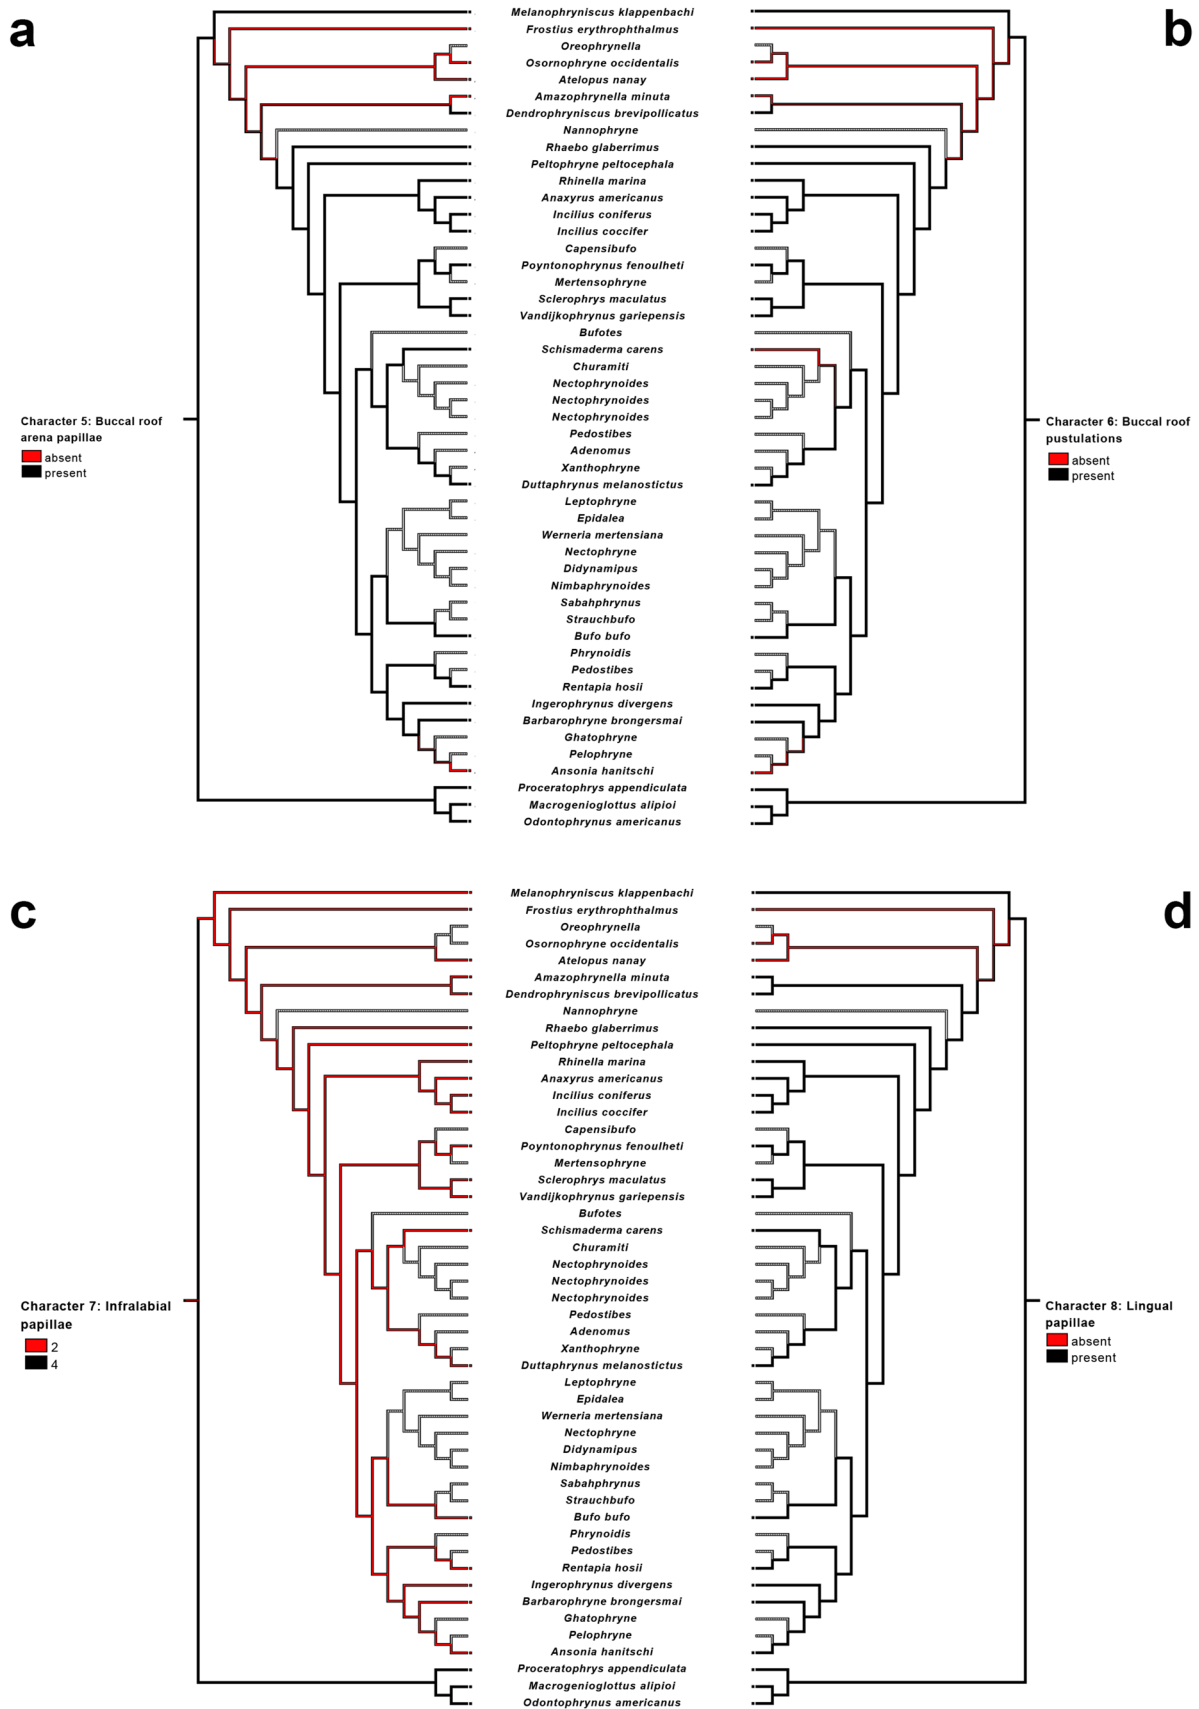 a
b
Melanophryniscus klappenbachi
Frostius erythrophthalmus
Oreophrynella
Osornophryne occidentalis
Atelopus nanay
Amazophrynella minuta
Dendrophryniscus brevipollicatus
Nannophryne
Rhaebo glaberrimus
Peltophryne peltocephala
Rhinella marina
Anaxyrus americanus
Incilius coniferus
Incilius coccifer
Capensibufo
Poyntonophrynus fenoulheti
Mertensophryne
Sclerophrys maculatus
Vandijkophrynus gariepensis
Bufotes
Schismaderma carens
Churamiti
Nectophrynoides
Nectophrynoides
Nectophrynoides
Pedostibes
Adenomus
Xanthophryne
Duttaphrynus melanostictus
Leptophryne
Epidalea
Werneria mertensiana
Nectophryne
Didynamipus
Nimbaphrynoides
Sabahphrynus
Strauchbufo
Bufo bufo
Phrynoidis
Pedostibes
Rentapia hosii
Ingerophrynus divergens
Barbarophryne brongersmai
Ghatophryne
Pelophryne
Ansonia hanitschi
Proceratophrys appendiculata
Macrogenioglottus alipioi
Odontophrynus americanus
Character 5: Buccal roof
arena papillae
absent
present
Character 6: Buccal roof
pustulations
absent
present
c
d
Melanophryniscus klappenbachi
Frostius erythrophthalmus
Oreophrynella
Osornophryne occidentalis
Atelopus nanay
Amazophrynella minuta
Dendrophryniscus brevipollicatus
Nannophryne
Rhaebo glaberrimus
Peltophryne peltocephala
Rhinella marina
Anaxyrus americanus
Incilius coniferus
Incilius coccifer
Capensibufo
Poyntonophrynus fenoulheti
Mertensophryne
Sclerophrys maculatus
Vandijkophrynus gariepensis
Bufotes
Schismaderma carens
Churamiti
Nectophrynoides
Nectophrynoides
Nectophrynoides
Pedostibes
Adenomus
Xanthophryne
Duttaphrynus melanostictus
Leptophryne
Epidalea
Werneria mertensiana
Nectophryne
Didynamipus
Nimbaphrynoides
Sabahphrynus
Strauchbufo
Bufo bufo
Phrynoidis
Pedostibes
Rentapia hosii
Ingerophrynus divergens
Barbarophryne brongersmai
Ghatophryne
Pelophryne
Ansonia hanitschi
Proceratophrys appendiculata
Macrogenioglottus alipioi
Odontophrynus americanus
Character 7: Infralabial
papillae
2
4
Character 8: Lingual
papillae
absent
present